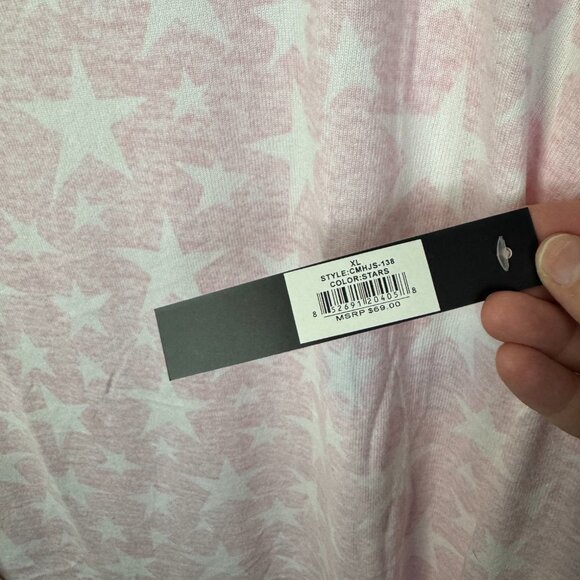 XL
STYLE:CMHJS-138
COLOR:STARS
8 52691 20405 8
MSRP $69.00